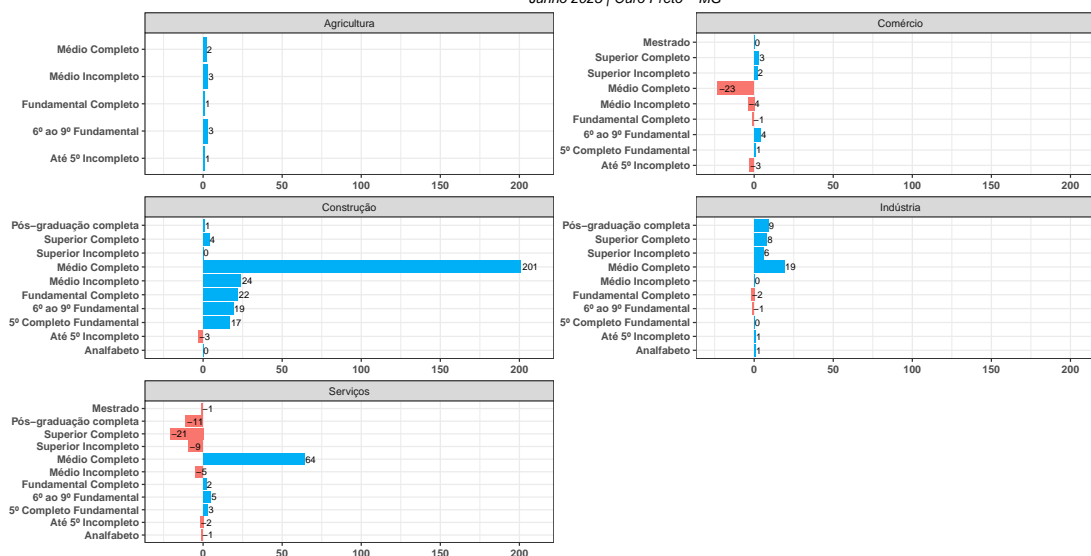 Junho 2023 | Ouro Preto − MG
Agricultura
Médio Completo 2
Médio Incompleto 3
Fundamental Completo 1
6º ao 9º Fundamental 3
Até 5º Incompleto 1
0 50 100 150 200
Comércio
Mestrado 0
Superior Completo 3
Superior Incompleto 2
Médio Completo −23
Médio Incompleto −4
Fundamental Completo −1
6º ao 9º Fundamental 4
5º Completo Fundamental 1
Até 5º Incompleto −3
0 50 100 150 200
Construção
Pós−graduação completa 1
Superior Completo 4
Superior Incompleto 0
Médio Completo 201
Médio Incompleto 24
Fundamental Completo 22
6º ao 9º Fundamental 19
5º Completo Fundamental 17
Até 5º Incompleto −3
Analfabeto 0
0 50 100 150 200
Indústria
Pós−graduação completa 9
Superior Completo 8
Superior Incompleto 6
Médio Completo 19
Médio Incompleto 0
Fundamental Completo −2
6º ao 9º Fundamental −1
5º Completo Fundamental 0
Até 5º Incompleto 1
Analfabeto 1
0 50 100 150 200
Serviços
Mestrado −1
Pós−graduação completa −11
Superior Completo −21
Superior Incompleto −9
Médio Completo 64
Médio Incompleto −5
Fundamental Completo 2
6º ao 9º Fundamental 5
5º Completo Fundamental 3
Até 5º Incompleto −2
Analfabeto −1
0 50 100 150 200